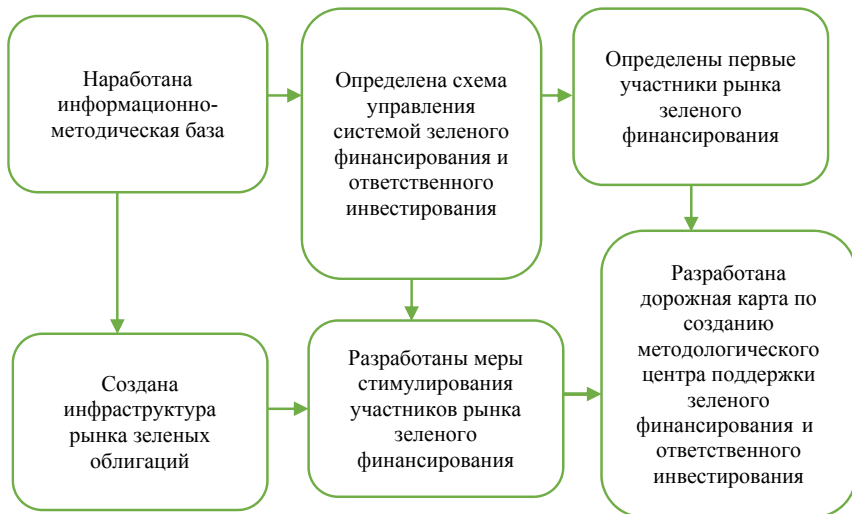 Наработана
информационно-
методическая база
Определена схема
управления
системой зеленого
финансирования и
ответственного
инвестирования
Определены первые
участники рынка
зеленого
финансирования
Создана
инфраструктура
рынка зеленых
облигаций
Разработаны меры
стимулирования
участников рынка
зеленого
финансирования
Разработана
дорожная карта по
созданию
методологического
центра поддержки
зеленого
финансирования и
ответственного
инвестирования